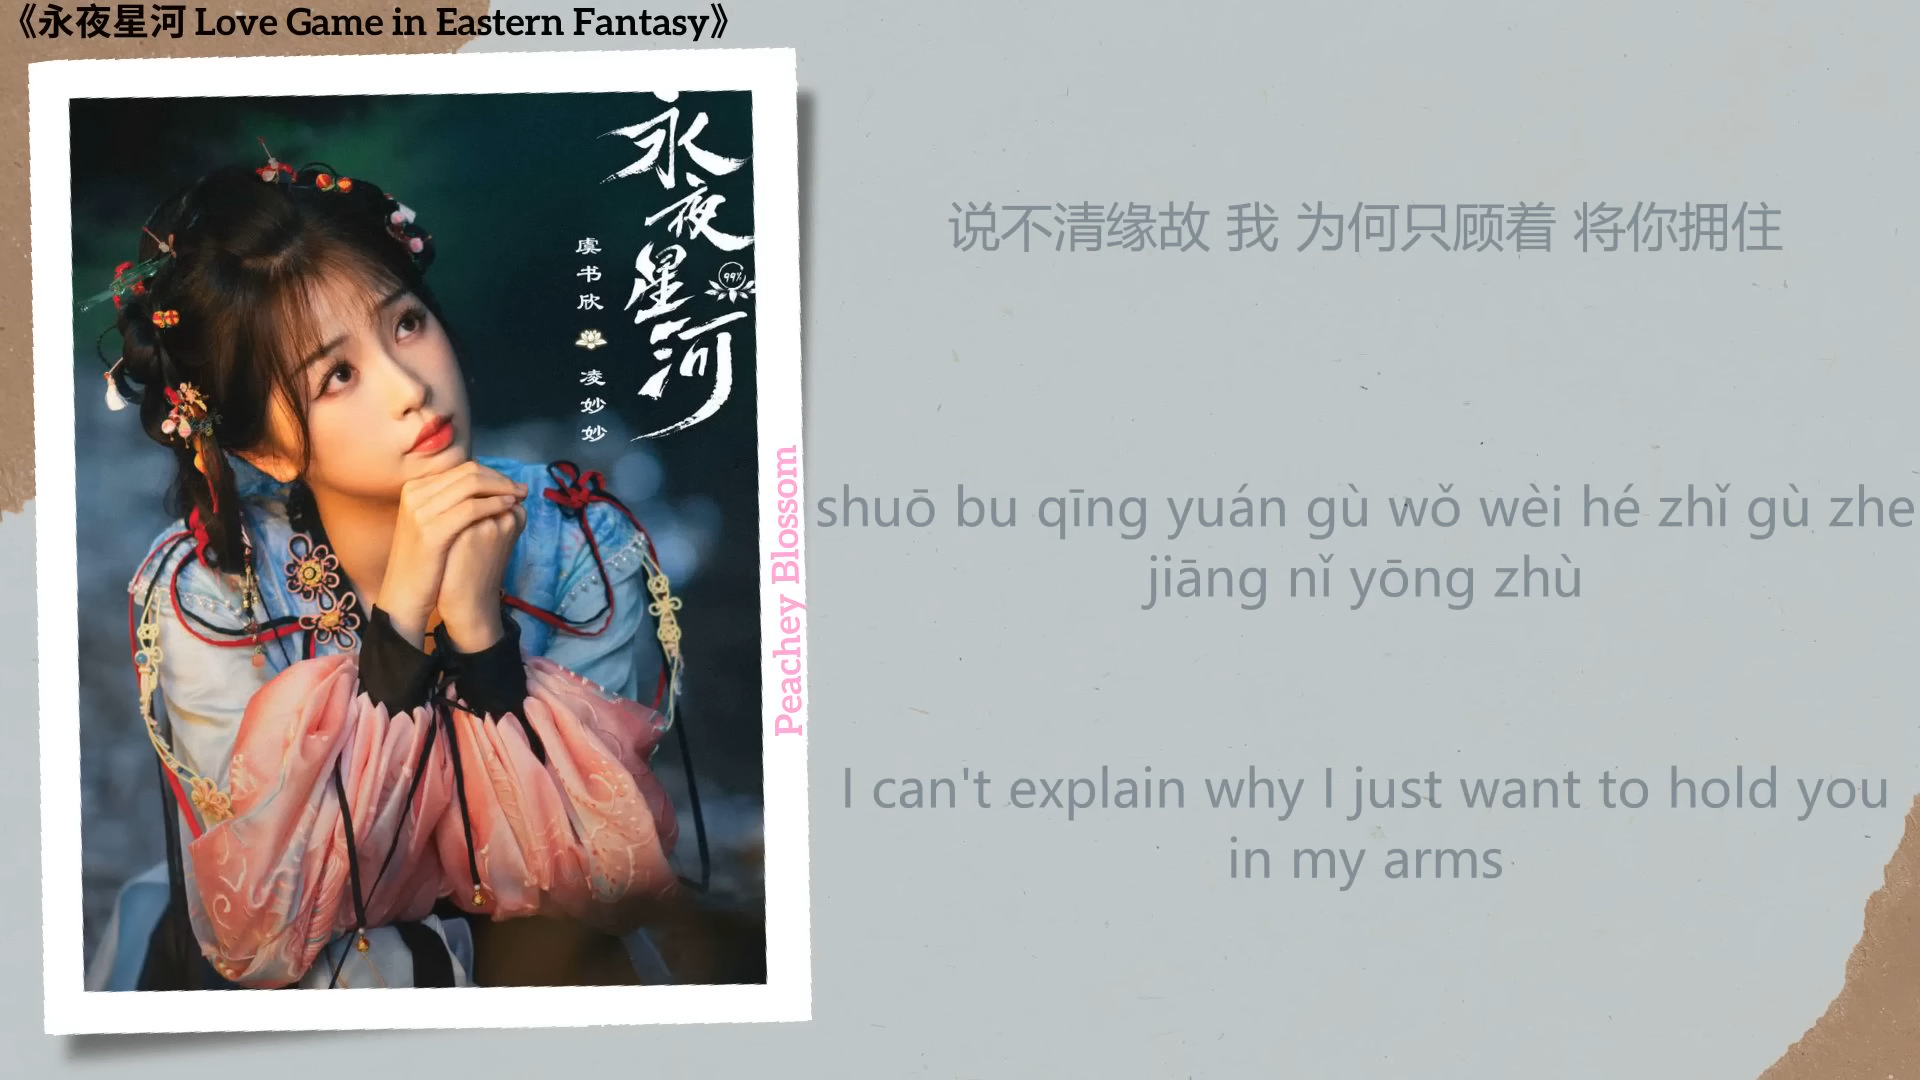 《永夜星河 Love Game in Eastern Fantasy》
永夜星河
99%
虞书欣
凌妙妙
Peachey Blossom
说不清缘故 我 为何只顾着 将你拥住
shuō bu qīng yuán gù wǒ wèi hé zhǐ gù zhe
jiāng nǐ yōng zhù
I can't explain why I just want to hold you
in my arms